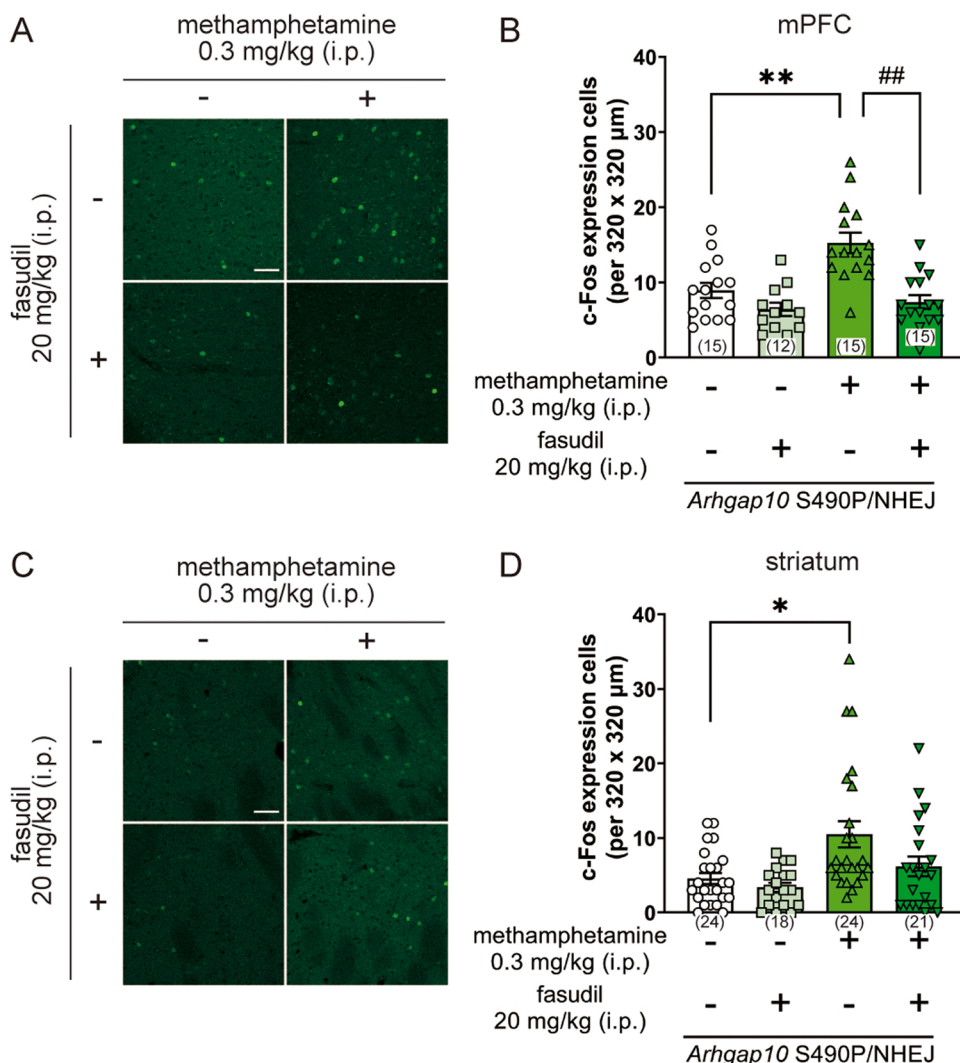 A
methamphetamine
0.3 mg/kg (i.p.)
- +
fasudil
20 mg/kg (i.p.)
-
+
B
mPFC
c-Fos expression cells
(per 320 x 320 µm)
40
30
20
10
0
** ##
(15) (12) (15) (15)
methamphetamine
0.3 mg/kg (i.p.)
- - + +
fasudil
20 mg/kg (i.p.)
- + - +
Arhgap10 S490P/NHEJ
C
methamphetamine
0.3 mg/kg (i.p.)
- +
fasudil
20 mg/kg (i.p.)
-
+
D
striatum
c-Fos expression cells
(per 320 x 320 µm)
40
30
20
10
0
*
(24) (18) (24) (21)
methamphetamine
0.3 mg/kg (i.p.)
- - + +
fasudil
20 mg/kg (i.p.)
- + - +
Arhgap10 S490P/NHEJ